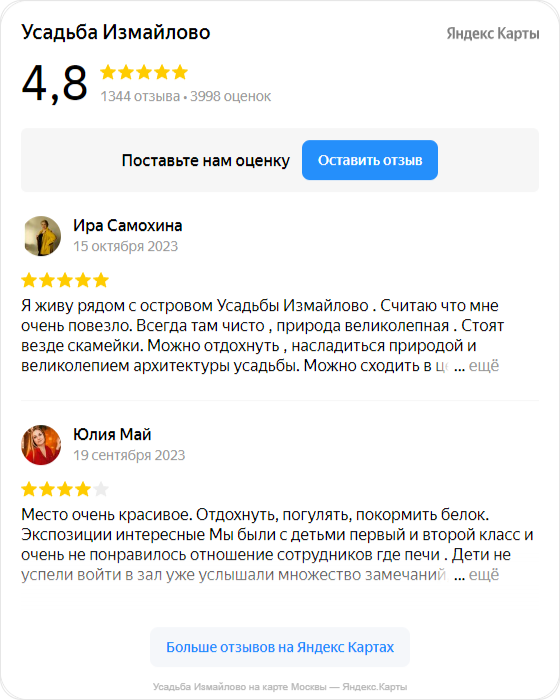 Усадьба Измайлово
Яндекс Карты
4,8
1344 отзыва • 3998 оценок
Поставьте нам оценку
Оставить отзыв
Ира Самохина
15 октября 2023
Я живу рядом с островом Усадьбы Измайлово . Считаю что мне
очень повезло. Всегда там чисто , природа великолепная . Стоят
везде скамейки. Можно отдохнуть , насладиться природой и
великолепием архитектуры усадьбы. Можно сходить в ... ещё
Юлия Май
19 сентября 2023
Место очень красивое. Отдохнуть, погулять, покормить белок.
Экспозиции интересные Мы были с детьми первый и второй класс и
очень не понравилось отношение сотрудников где печи . Дети не
успели войти в зал уже услышали множество замечаний ... ещё
Больше отзывов на Яндекс Картах
Усадьба Измайлово на карте Москвы — Яндекс.Карты